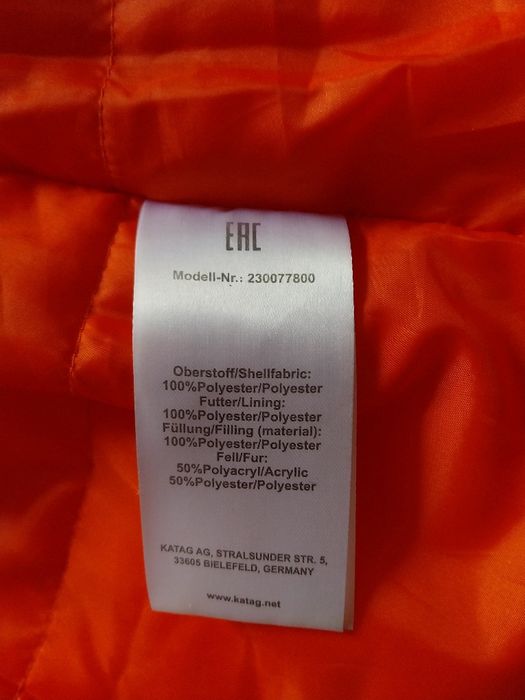 EAC
Modell-Nr.: 230077800
Oberstoff/Shellfabric:
100%Polyester/Polyester
Futter/Lining:
100%Polyester/Polyester
Füllung/Filling (material):
100%Polyester/Polyester
Fell/Fur:
50%Polyacryl/Acrylic
50%Polyester/Polyester
KATAG AG, STRALSUNDER STR. 5,
33605 BIELEFELD, GERMANY
www.katag.net